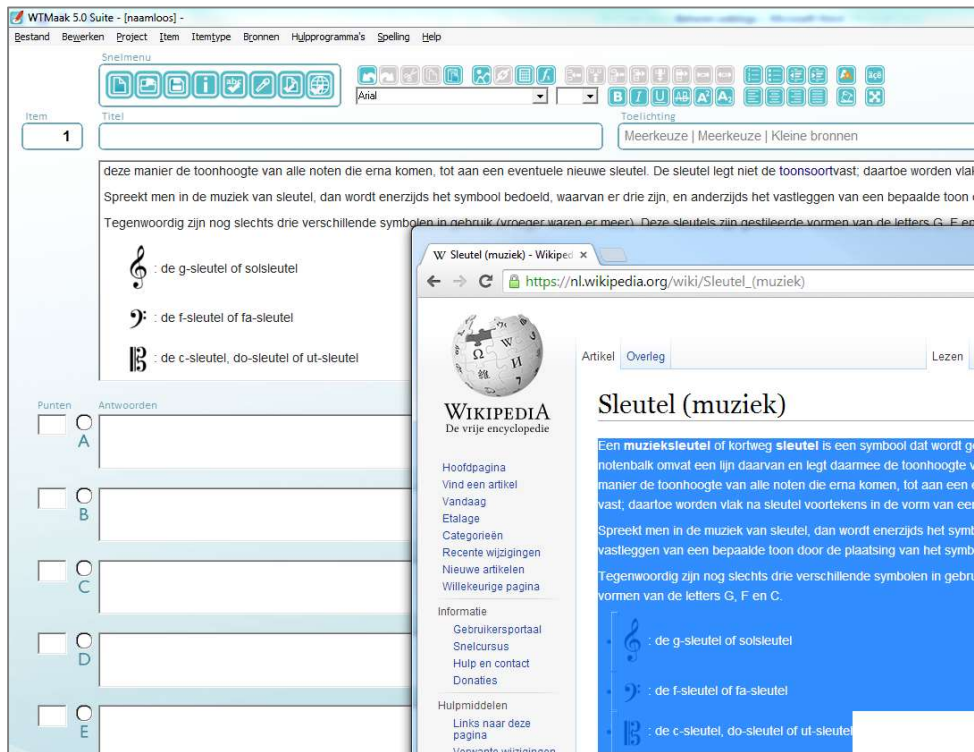 WTMaak 5.0 Suite - [naamloos] -
Bestand Bewerken Project Item Itemtype Bronnen Hulpprogramma's Spelling Help
Snelmenu
Arial
B I U AB A² A₂
Item Titel Toelichting
1 Meerkeuze | Meerkeuze | Kleine bronnen
deze manier de toonhoogte van alle noten die erna komen, tot aan een eventuele nieuwe sleutel. De sleutel legt niet de toonsoortvast; daartoe worden vlak
Spreekt men in de muziek van sleutel, dan wordt enerzijds het symbool bedoeld, waarvan er drie zijn, en anderzijds het vastleggen van een bepaalde toon
Tegenwoordig zijn nog slechts drie verschillende symbolen in gebruik (vroeger waren er meer). Deze sleutels zijn gestileerde vormen van de letters G, F en
: de g-sleutel of solsleutel
: de f-sleutel of fa-sleutel
: de c-sleutel, do-sleutel of ut-sleutel
Punten Antwoorden
A
B
C
D
E
W Sleutel (muziek) - Wikiped ×
https://nl.wikipedia.org/wiki/Sleutel_(muziek)
WIKIPEDIA
De vrije encyclopedie
Hoofdpagina
Vind een artikel
Vandaag
Etalage
Categorieën
Recente wijzigingen
Nieuwe artikelen
Willekeurige pagina
Informatie
Gebruikersportaal
Snelcursus
Hulp en contact
Donaties
Hulpmiddelen
Links naar deze
pagina
Verwante wijzigingen
Artikel Overleg Lezen
Sleutel (muziek)
Een muzieksleutel of kortweg sleutel is een symbool dat wordt
notenbalk omvat een lijn daarvan en legt daarmee de toonhoogte
manier de toonhoogte van alle noten die erna komen, tot aan een
vast; daartoe worden vlak na sleutel voortekens in de vorm van een
Spreekt men in de muziek van sleutel, dan wordt enerzijds het
vastleggen van een bepaalde toon door de plaatsing van het
Tegenwoordig zijn nog slechts drie verschillende symbolen in
vormen van de letters G, F en C.
: de g-sleutel of solsleutel
: de f-sleutel of fa-sleutel
: de c-sleutel, do-sleutel of ut-sleutel